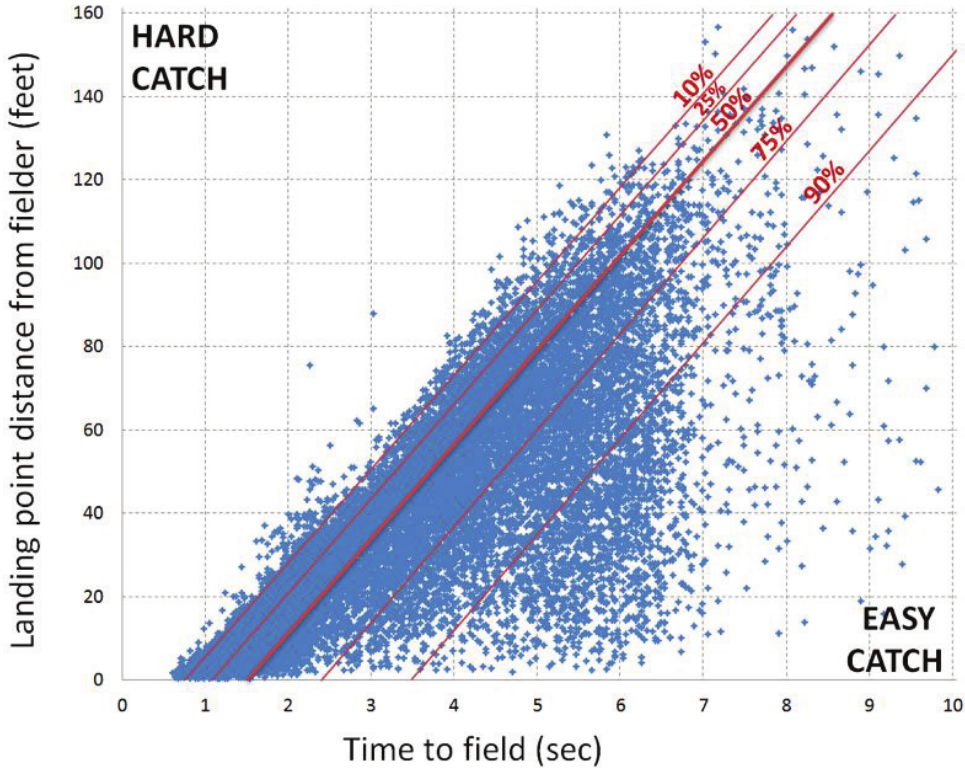 160
140
120
100
80
60
40
20
0
Landing point distance from fielder (feet)
HARD
CATCH
10%
25%
50%
75%
90%
EASY
CATCH
0 1 2 3 4 5 6 7 8 9 10
Time to field (sec)